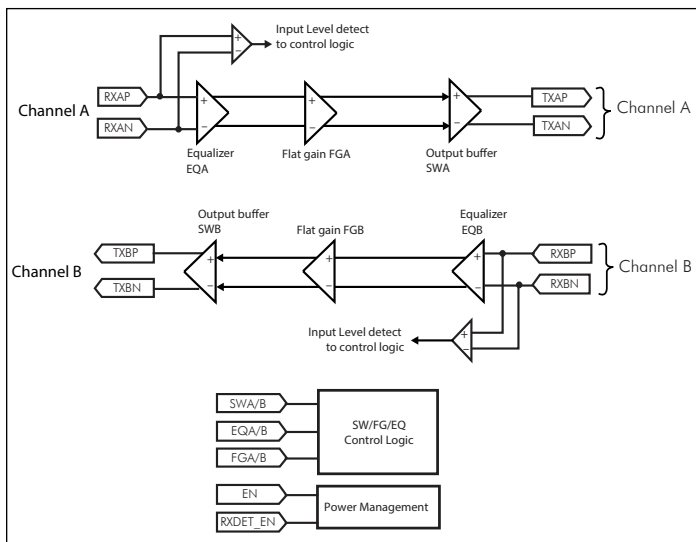 Input Level detect
to control logic
+
−
RXAP
RXAN
Channel A
+
−
+
−
+
−
TXAP
TXAN
Channel A
Equalizer
EQA
Flat gain FGA
Output buffer
SWA
Output buffer
SWB
Flat gain FGB
Equalizer
EQB
TXBP
TXBN
Channel B
+
−
+
−
+
−
RXBP
RXBN
Channel B
Input Level detect
to control logic
+
−
SWA/B
EQA/B
FGA/B
SW/FG/EQ
Control Logic
EN
RXDET_EN
Power Management